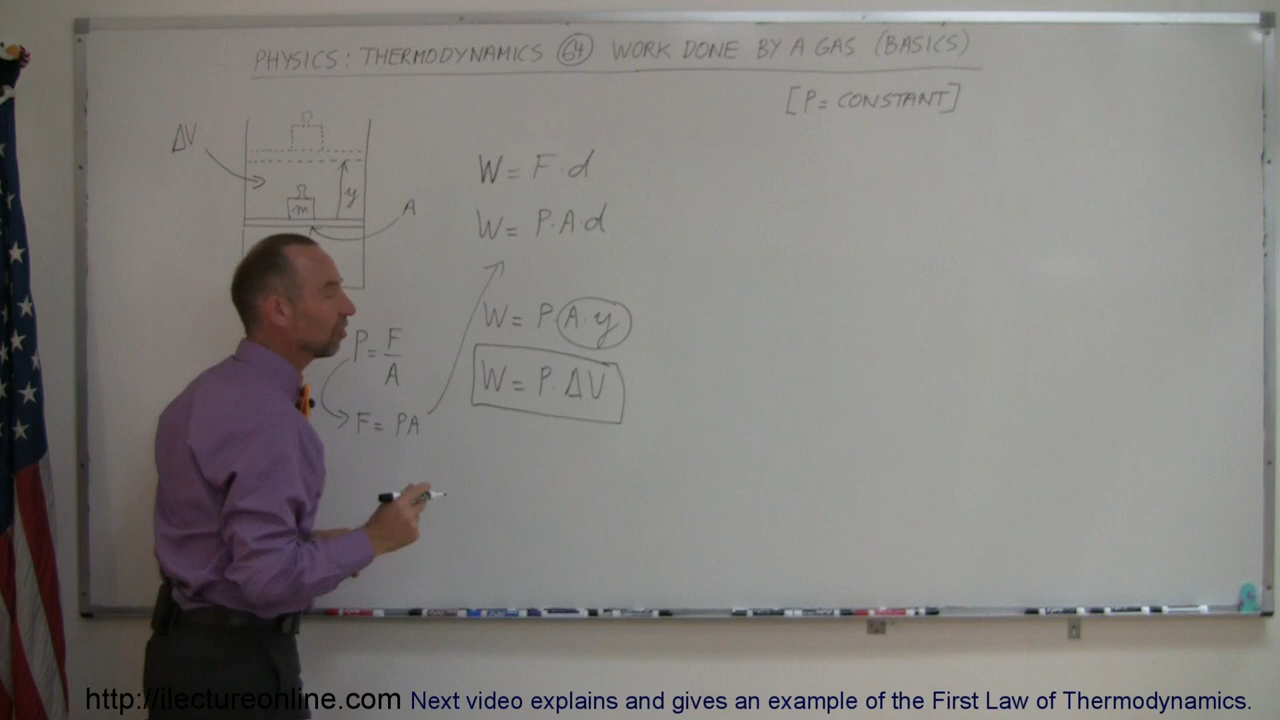 PHYSICS: THERMODYNAMICS 64 WORK DONE BY A GAS (BASICS)
[P = CONSTANT]
ΔV
m
y
A
W = F·d
W = P·A·d
W = P A·y
W = P·ΔV
P = F/A
F = PA
http://ilectureonline.com Next video explains and gives an example of the First Law of Thermodynamics.